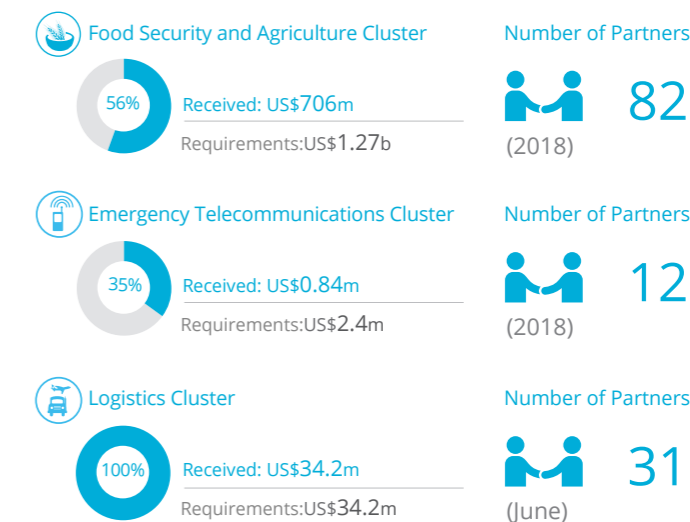 Food Security and Agriculture Cluster
Number of Partners
56%
Received: US$706m
Requirements:US$1.27b
82
(2018)
Emergency Telecommunications Cluster
Number of Partners
35%
Received: US$0.84m
Requirements:US$2.4m
12
(2018)
Logistics Cluster
Number of Partners
100%
Received: US$34.2m
Requirements:US$34.2m
31
(June)